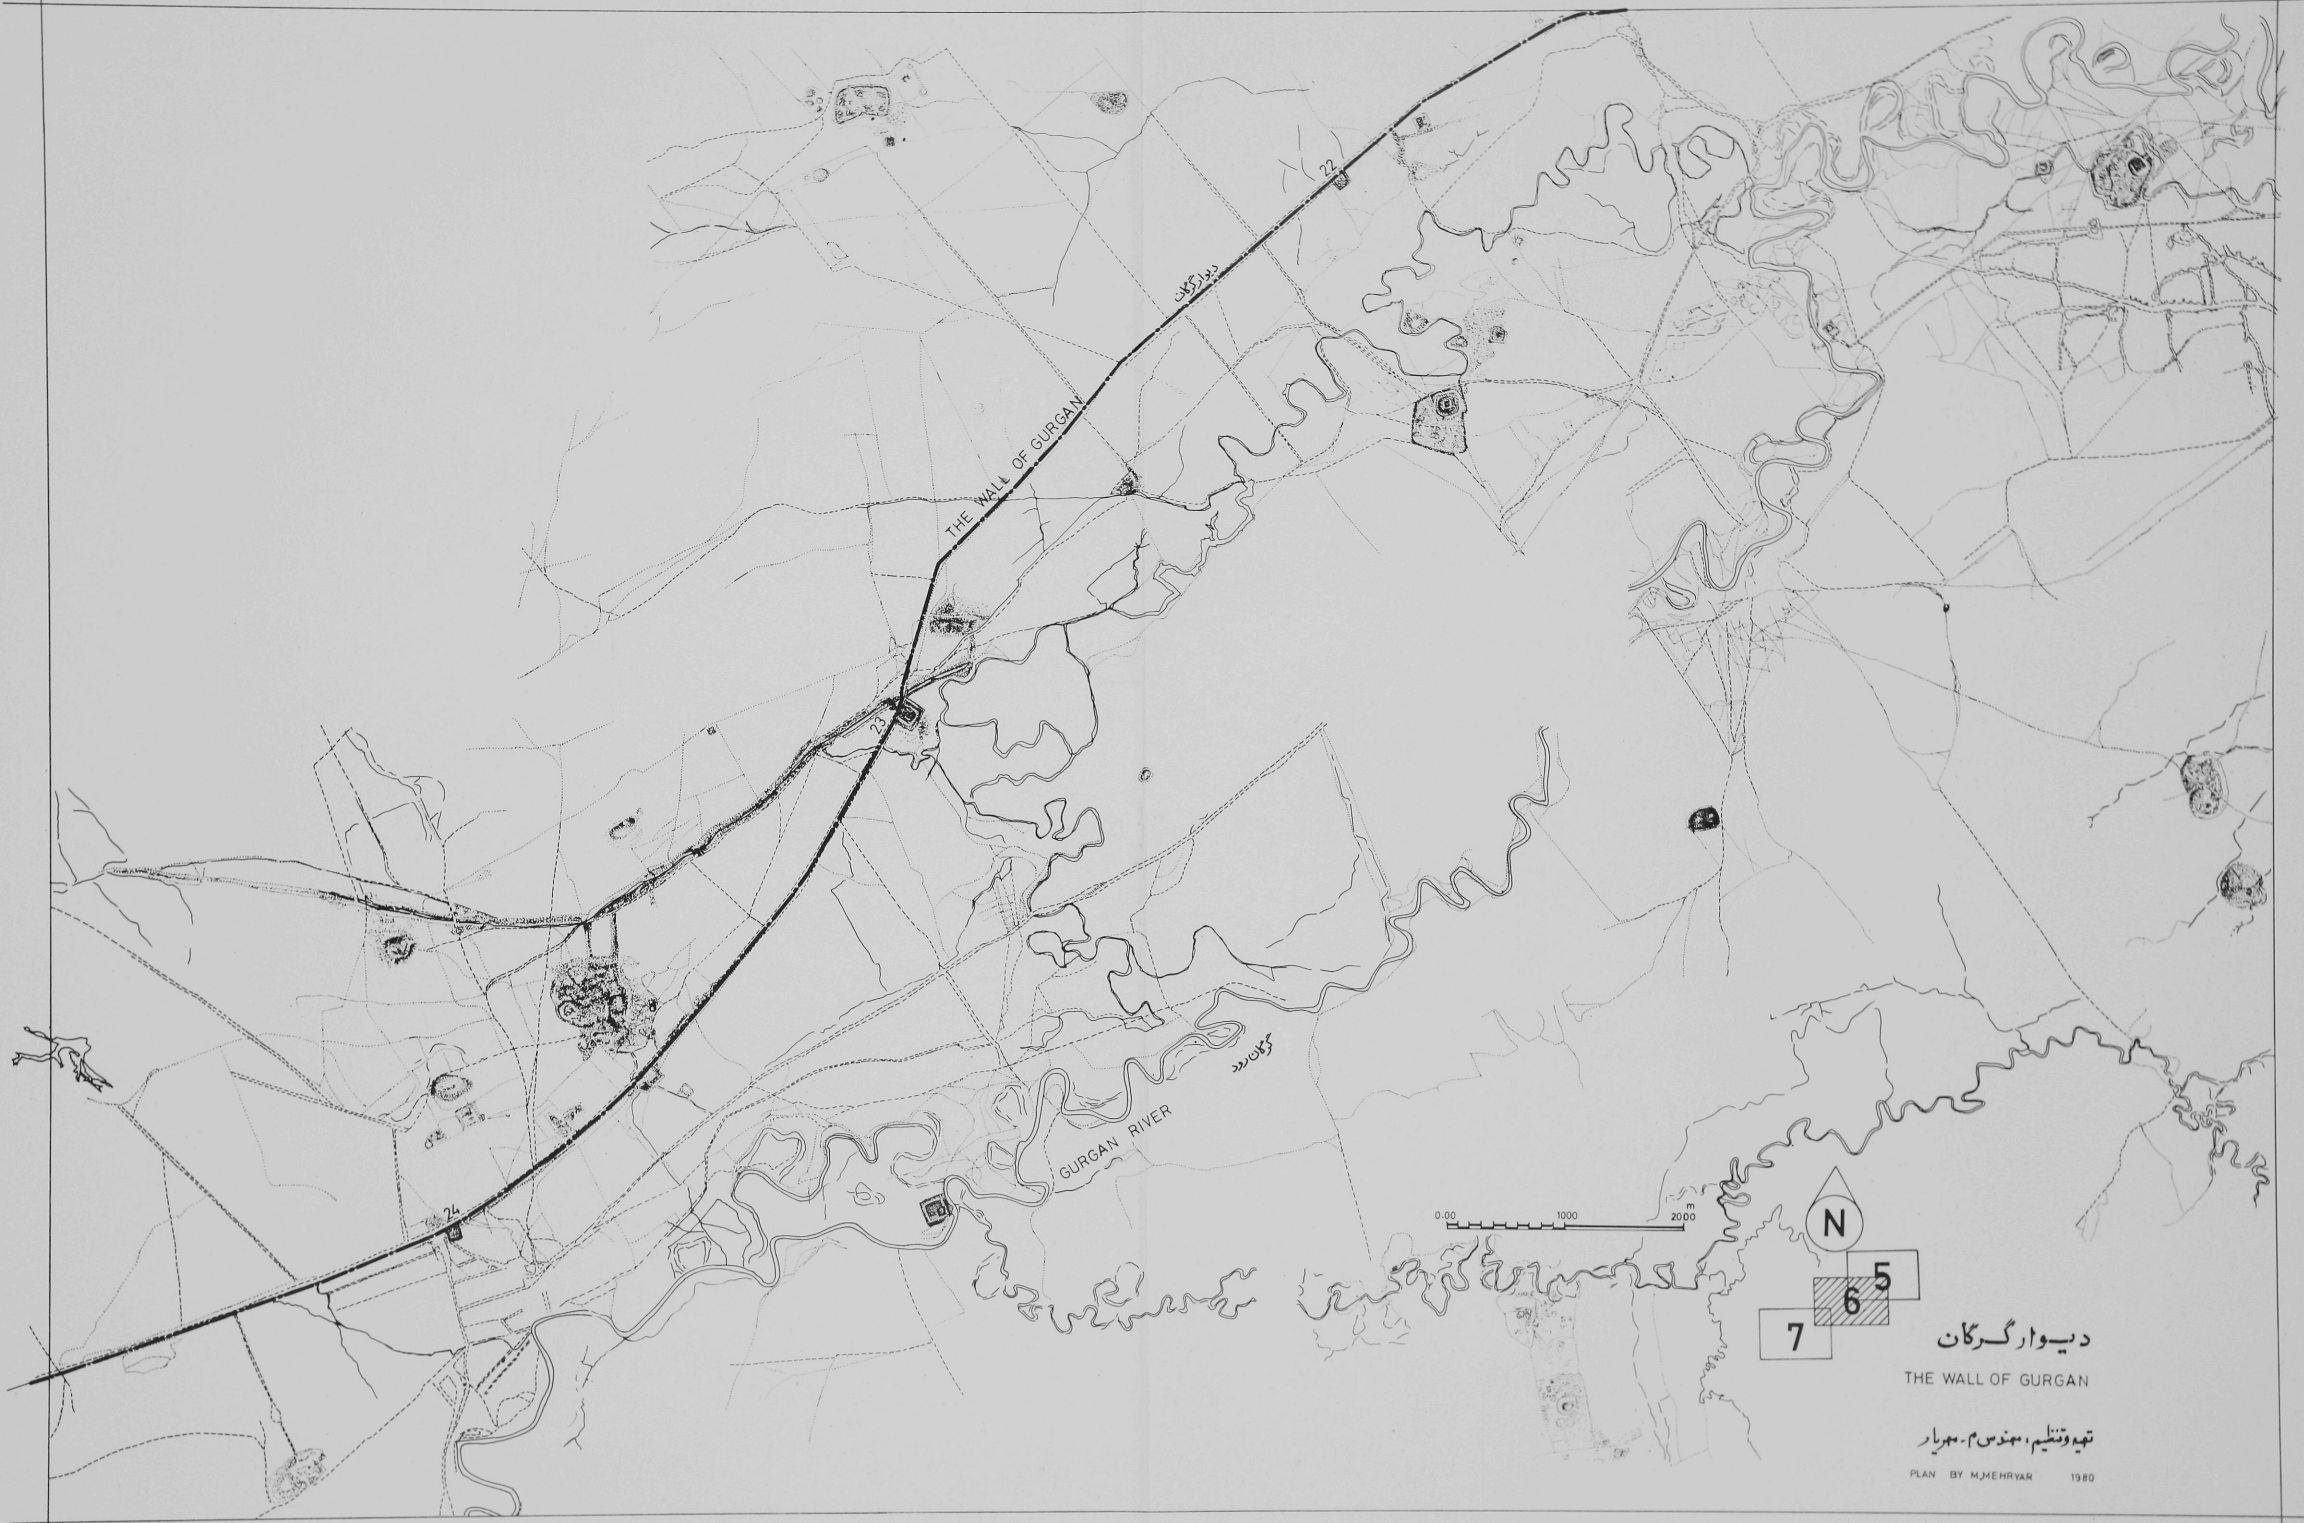 22
دیوار گرگان
THE WALL OF GURGAN
23
24
گرگان رود
GURGAN RIVER
0.00 1000 2000 m
N
5
6
7
دیوار گرگان
THE WALL OF GURGAN
تهیه و تنظیم : مهندس م - مهریار
PLAN BY M.MEHRYAR 1980